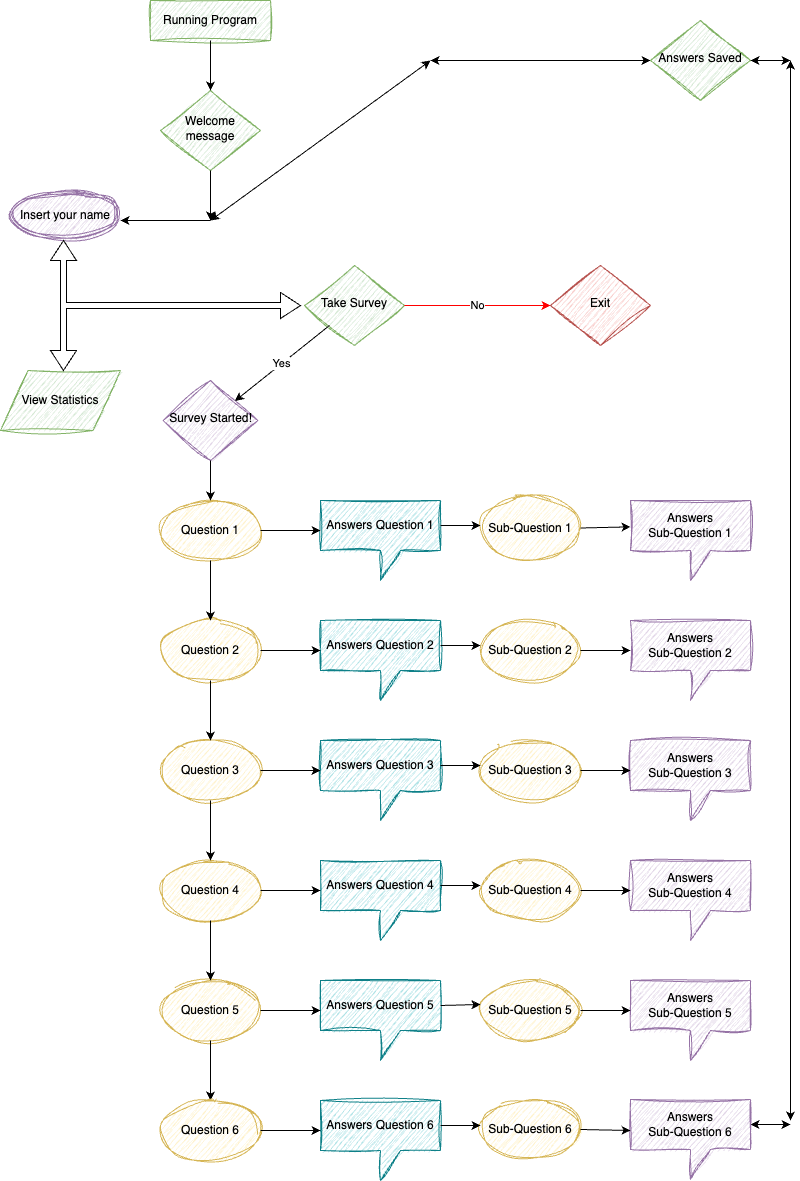 Running Program
Answers Saved
Welcome
message
Insert your name
Take Survey
No
Exit
Yes
View Statistics
Survey Started!
Question 1
Answers Question 1
Sub-Question 1
Answers
Sub-Question 1
Question 2
Answers Question 2
Sub-Question 2
Answers
Sub-Question 2
Question 3
Answers Question 3
Sub-Question 3
Answers
Sub-Question 3
Question 4
Answers Question 4
Sub-Question 4
Answers
Sub-Question 4
Question 5
Answers Question 5
Sub-Question 5
Answers
Sub-Question 5
Question 6
Answers Question 6
Sub-Question 6
Answers
Sub-Question 6